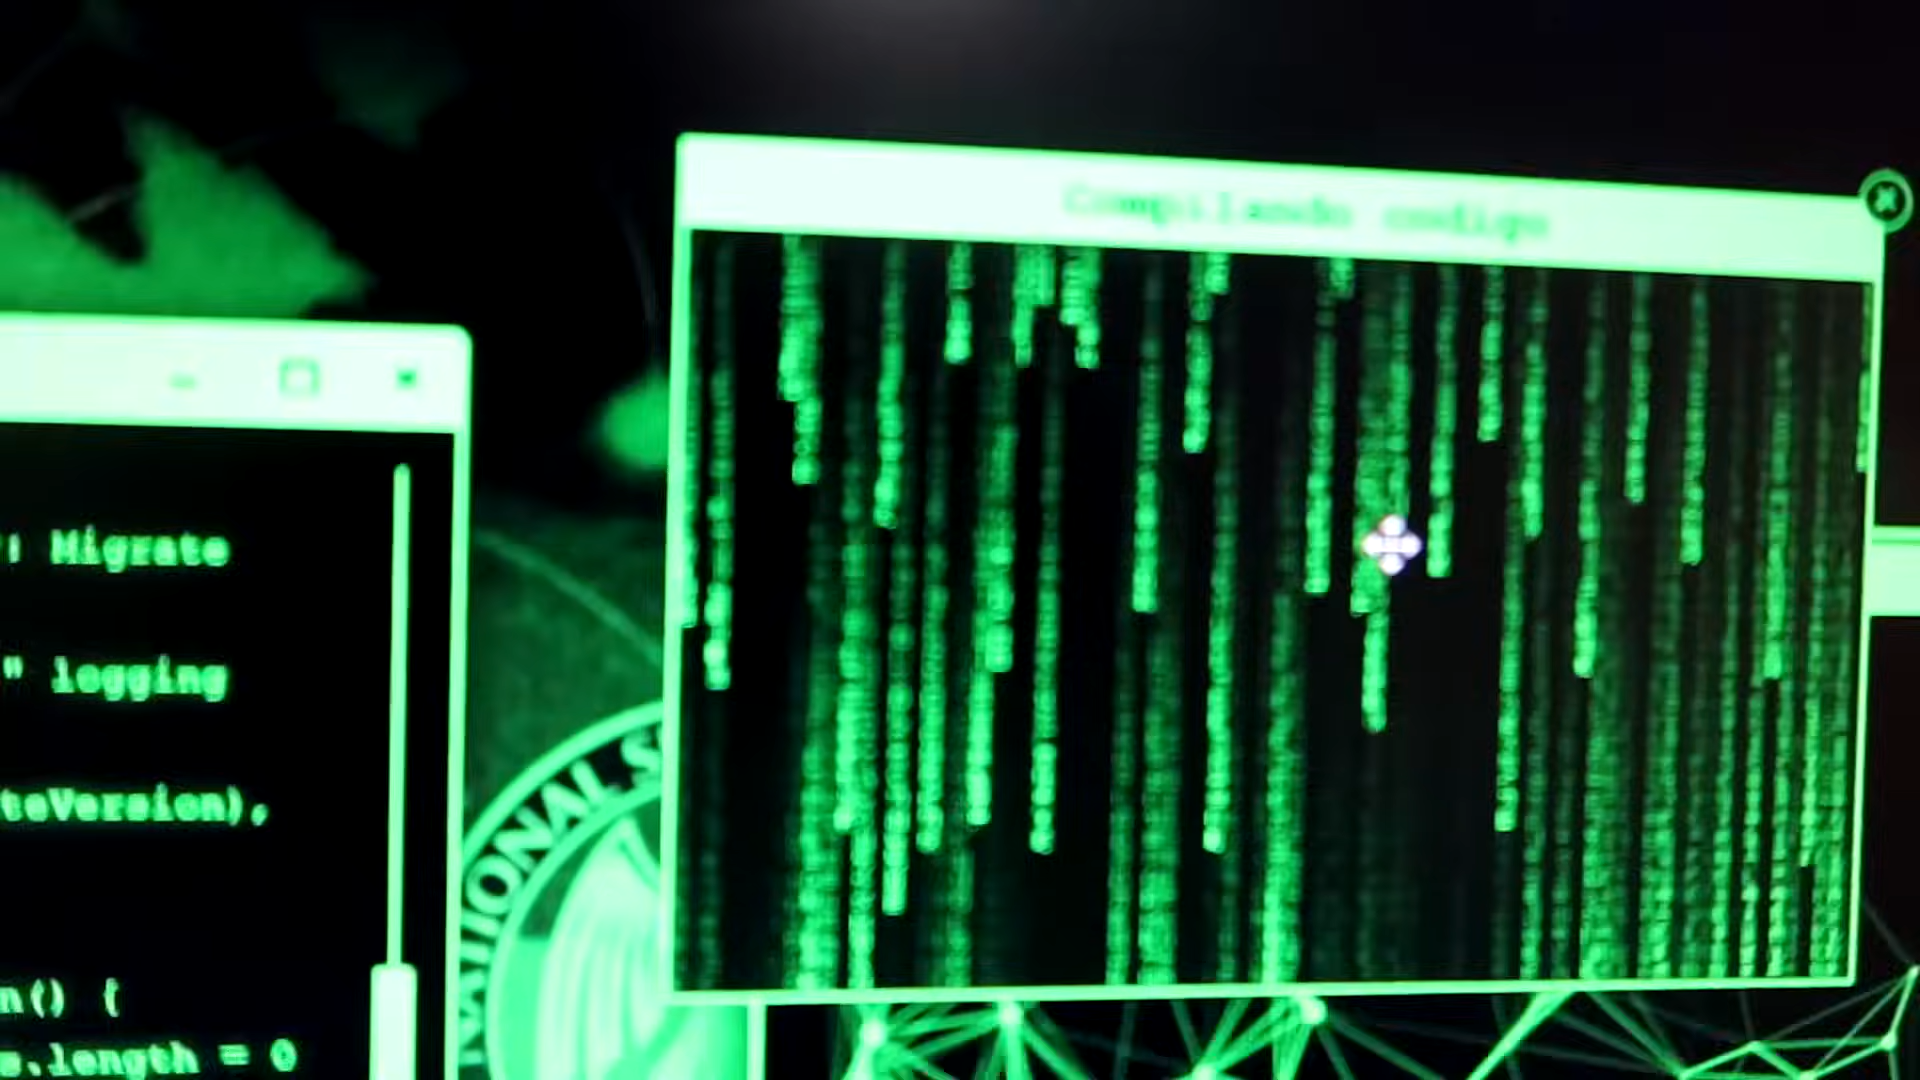 Compilando codigo
: Migrate
" logging
teVersion),
NATIONAL S
n() {
e.length = 0